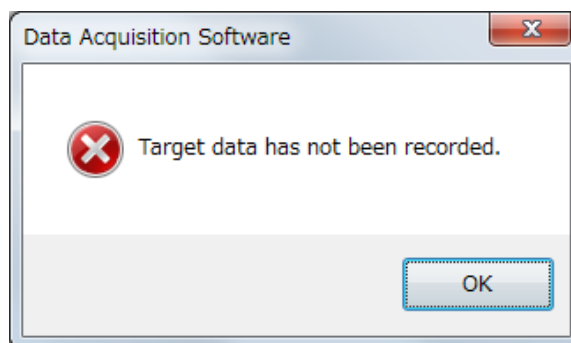 Data Acquisition Software
Target data has not been recorded.
OK